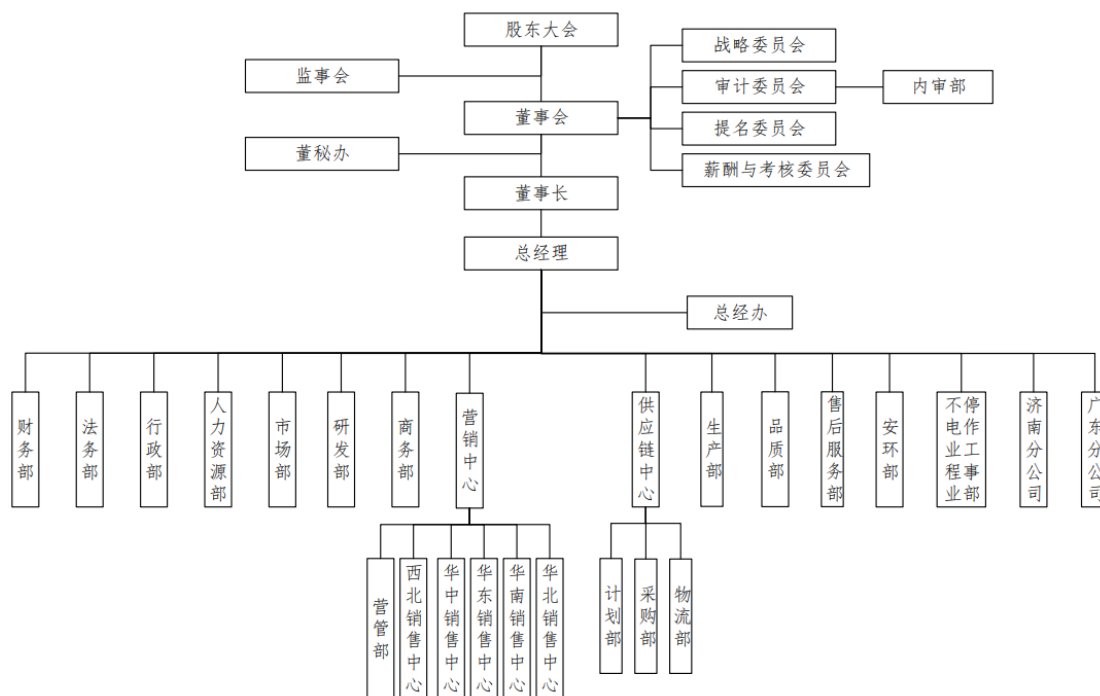 股东大会
战略委员会
监事会
审计委员会
内审部
董事会
提名委员会
董秘办
薪酬与考核委员会
董事长
总经理
总经办
财务部
法务部
行政部
人力资源部
市场部
研发部
商务部
营销中心
供应链中心
生产部
品质部
售后服务部
安环部
不停电作业工程事业部
济南分公司
广东分公司
营管部
西北销售中心
华中销售中心
华东销售中心
华南销售中心
华北销售中心
计划部
采购部
物流部